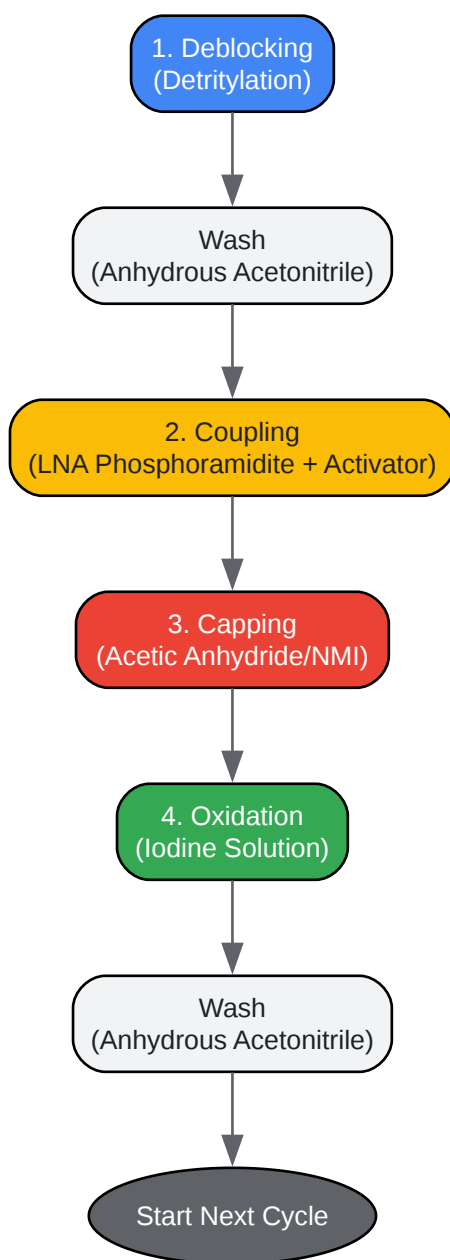 1. Deblocking
(Detritylation)
Wash
(Anhydrous Acetonitrile)
2. Coupling
(LNA Phosphoramidite + Activator)
3. Capping
(Acetic Anhydride/NMI)
4. Oxidation
(Iodine Solution)
Wash
(Anhydrous Acetonitrile)
Start Next Cycle